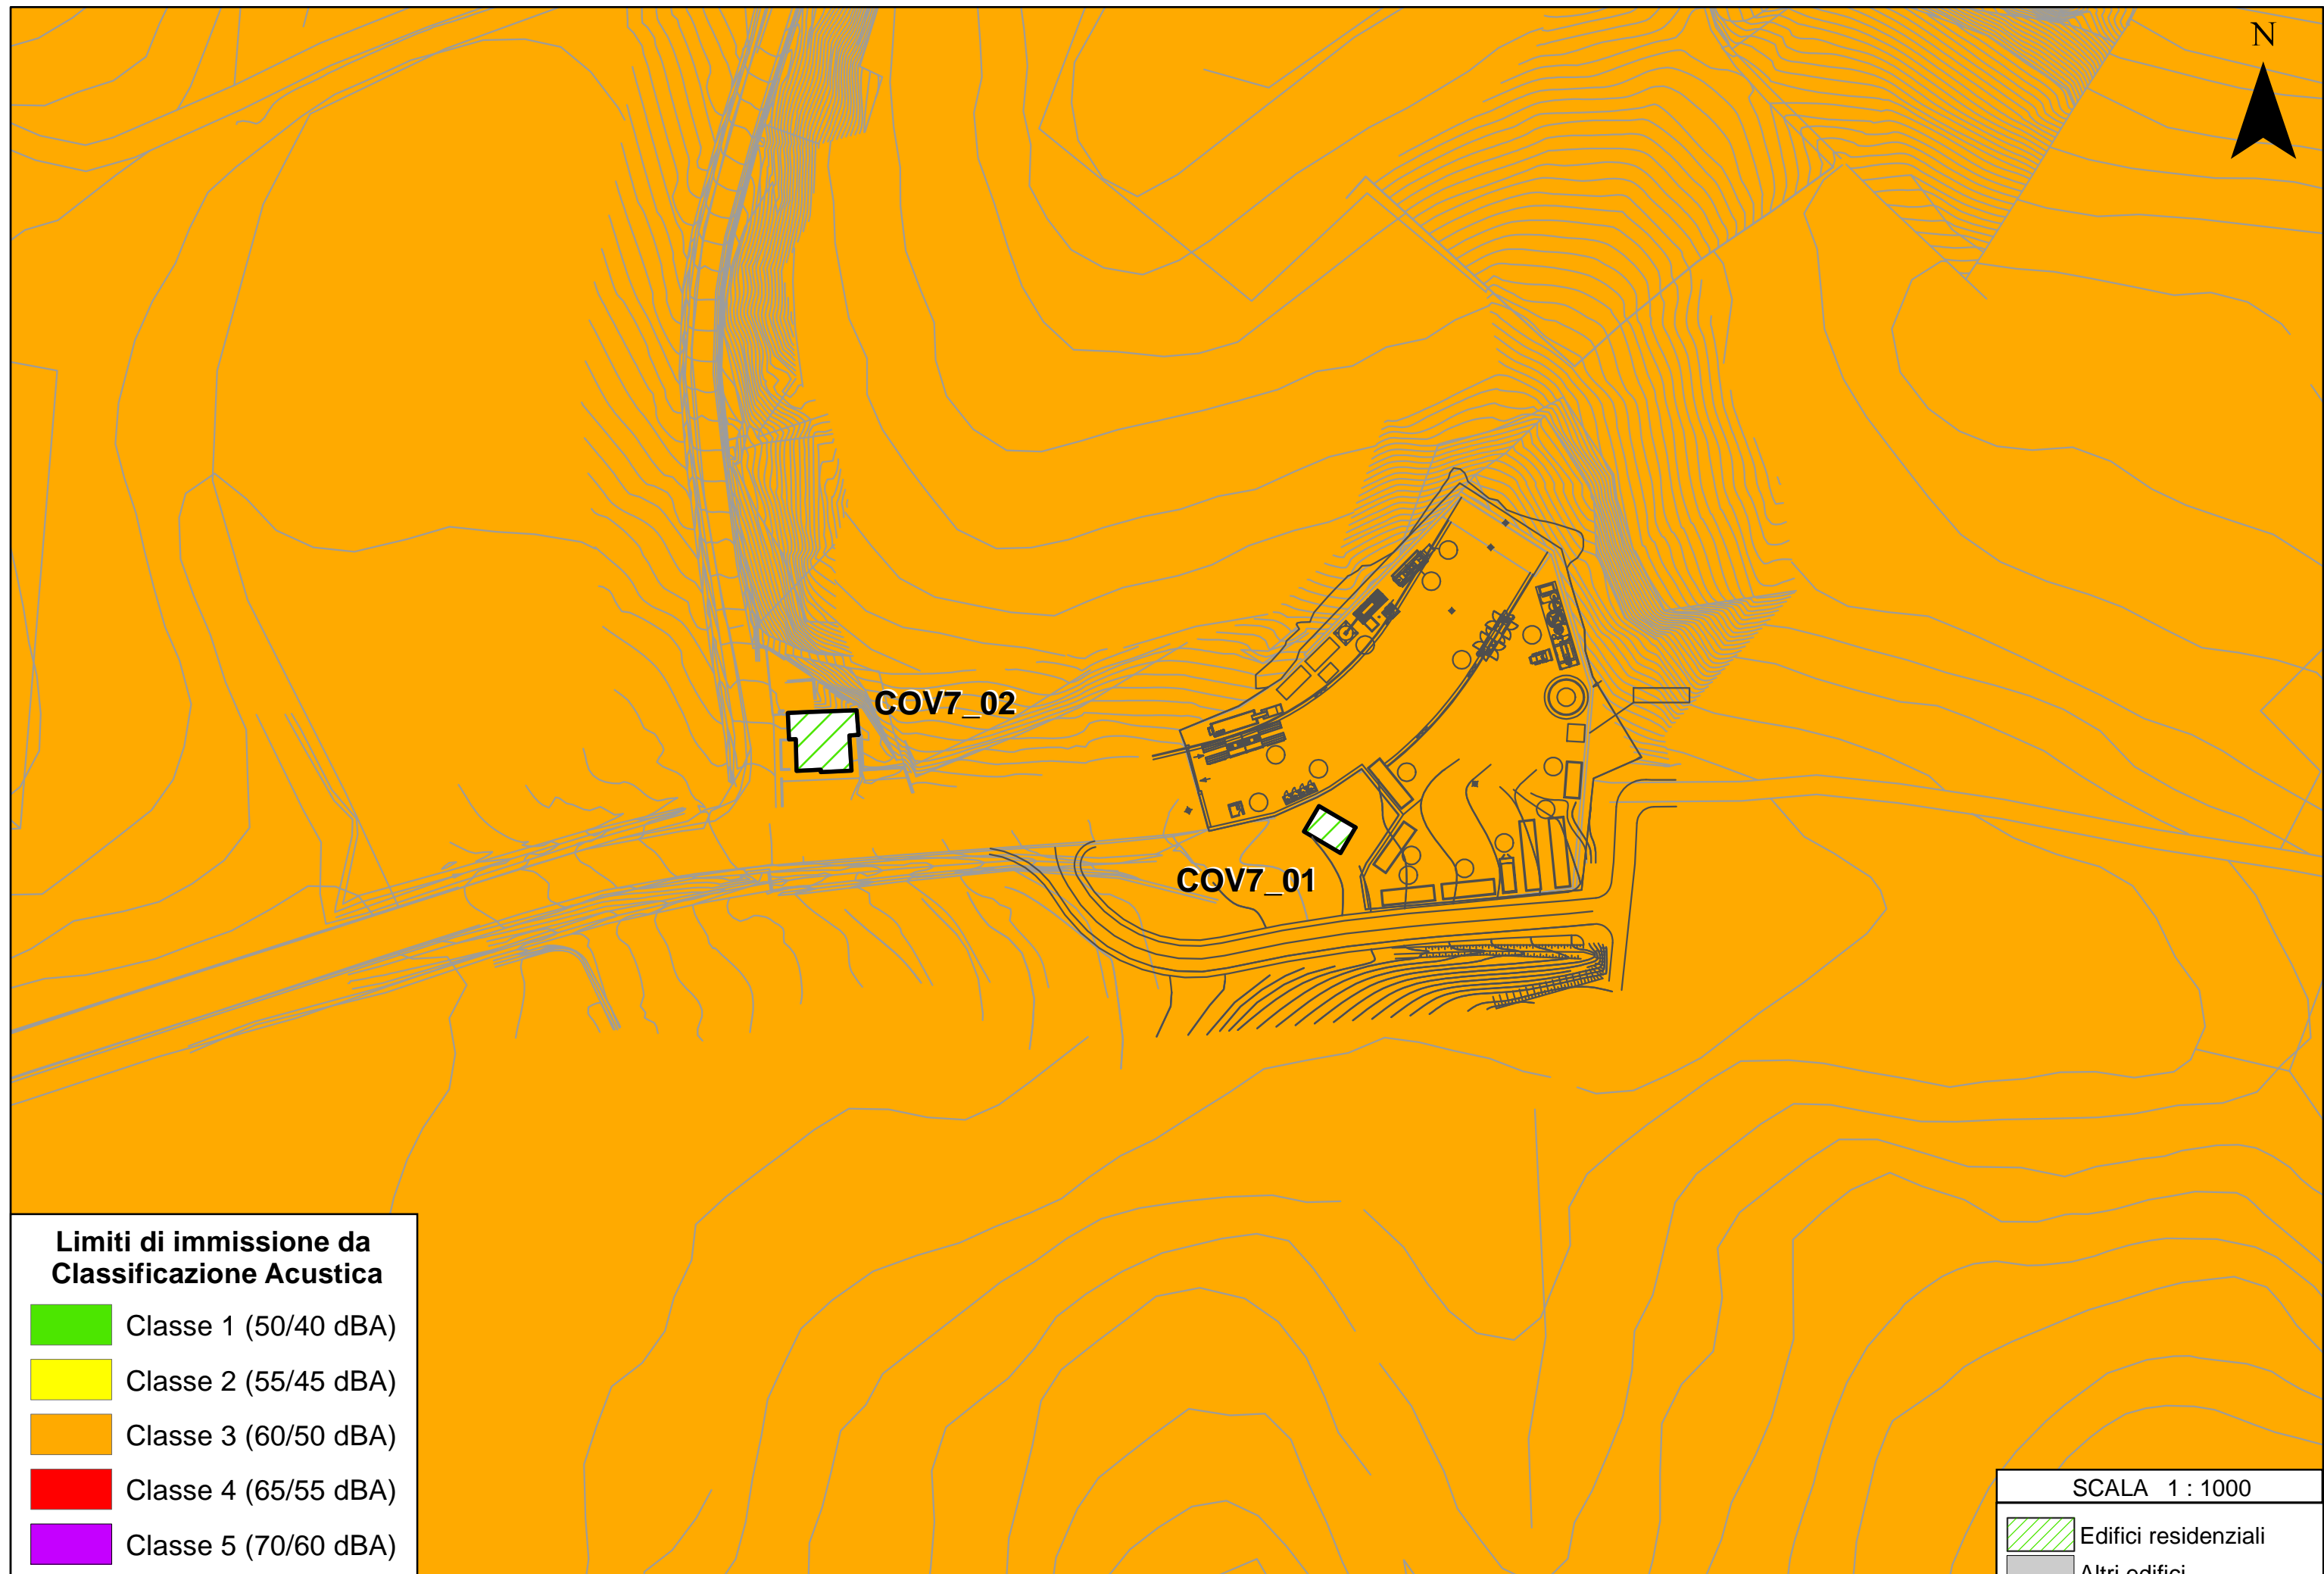 N
COV7_02
COV7_01
Limiti di immissione da
Classificazione Acustica
Classe 1 (50/40 dBA)
Classe 2 (55/45 dBA)
Classe 3 (60/50 dBA)
Classe 4 (65/55 dBA)
Classe 5 (70/60 dBA)
SCALA 1 : 1000
Edifici residenziali
Altri edifici